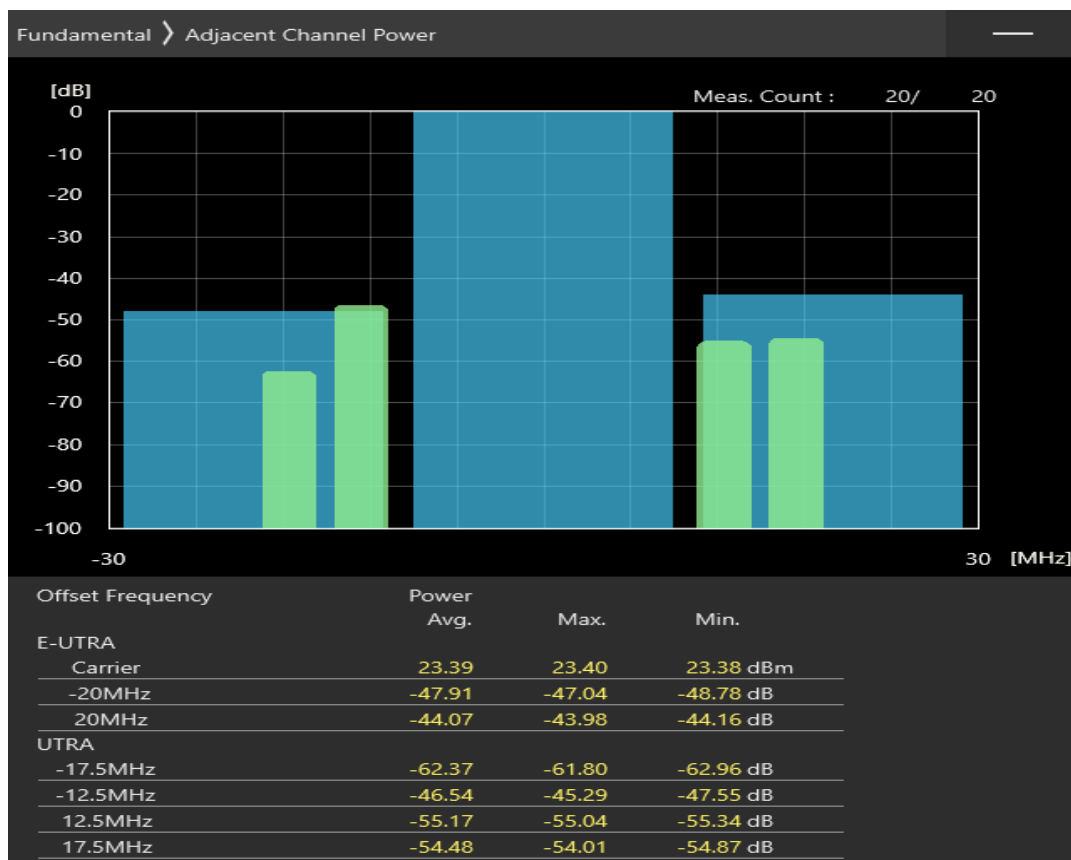 Fundamental ❯ Adjacent Channel Power
[dB]
Meas. Count : 20/ 20
0
-10
-20
-30
-40
-50
-60
-70
-80
-90
-100
-30 30 [MHz]
Offset Frequency Power
Avg. Max. Min.
E-UTRA
Carrier 23.39 23.40 23.38 dBm
-20MHz -47.91 -47.04 -48.78 dB
20MHz -44.07 -43.98 -44.16 dB
UTRA
-17.5MHz -62.37 -61.80 -62.96 dB
-12.5MHz -46.54 -45.29 -47.55 dB
12.5MHz -55.17 -55.04 -55.34 dB
17.5MHz -54.48 -54.01 -54.87 dB